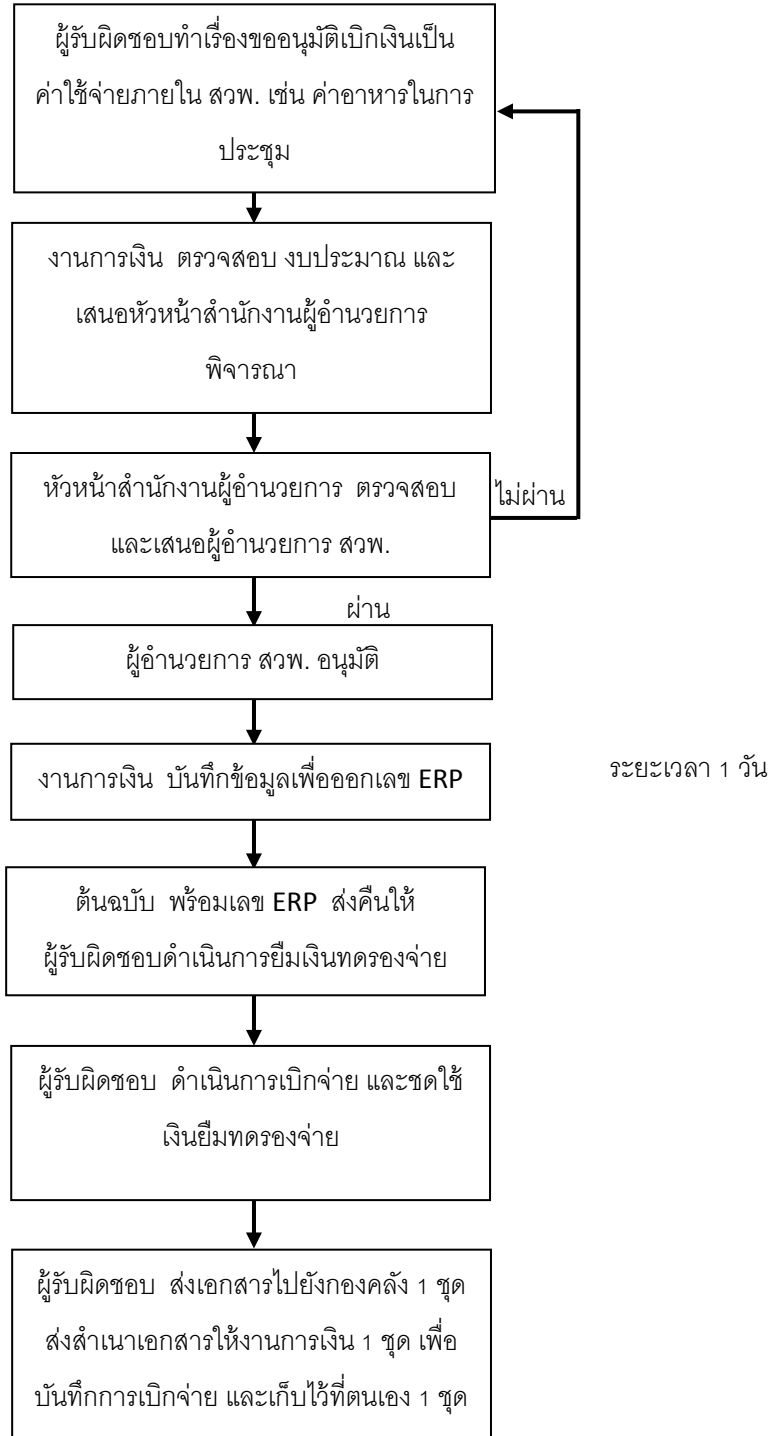 ผู้รับผิดชอบทำเรื่องขออนุมัติเบิกเงินเป็น
ค่าใช้จ่ายภายใน สวพ. เช่น ค่าอาหารในการ
ประชุม
งานการเงิน ตรวจสอบ งบประมาณ และ
เสนอหัวหน้าสำนักงานผู้อำนวยการ
พิจารณา
หัวหน้าสำนักงานผู้อำนวยการ ตรวจสอบ
และเสนอผู้อำนวยการ สวพ.
ไม่ผ่าน
ผ่าน
ผู้อำนวยการ สวพ. อนุมัติ
งานการเงิน บันทึกข้อมูลเพื่อออกเลข ERP
ระยะเวลา 1 วัน
ต้นฉบับ พร้อมเลข ERP ส่งคืนให้
ผู้รับผิดชอบดำเนินการยืมเงินทดรองจ่าย
ผู้รับผิดชอบ ดำเนินการเบิกจ่าย และชดใช้
เงินยืมทดรองจ่าย
ผู้รับผิดชอบ ส่งเอกสารไปยังกองคลัง 1 ชุด
ส่งสำเนาเอกสารให้งานการเงิน 1 ชุด เพื่อ
บันทึกการเบิกจ่าย และเก็บไว้ที่ตนเอง 1 ชุด